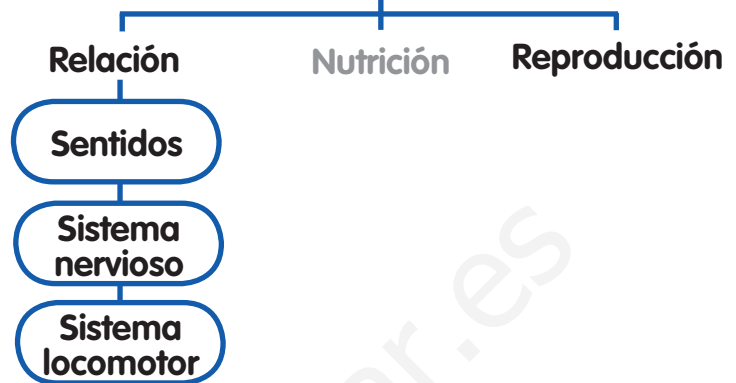 Relación
Nutrición
Reproducción
Sentidos
Sistema
nervioso
Sistema
locomotor